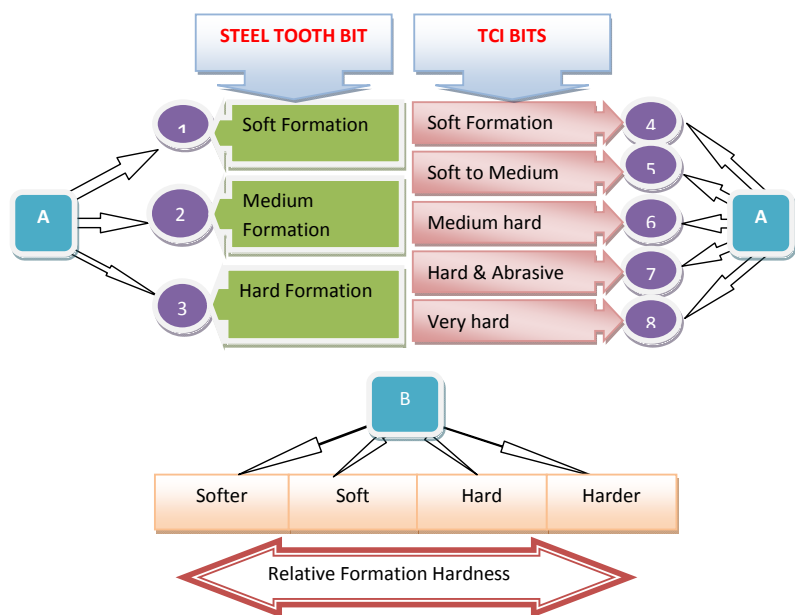 STEEL TOOTH BIT
TCI BITS
A
1
Soft Formation
2
Medium
Formation
3
Hard Formation
Soft Formation
4
Soft to Medium
5
Medium hard
6
Hard & Abrasive
7
Very hard
8
A
B
Softer
Soft
Hard
Harder
Relative Formation Hardness